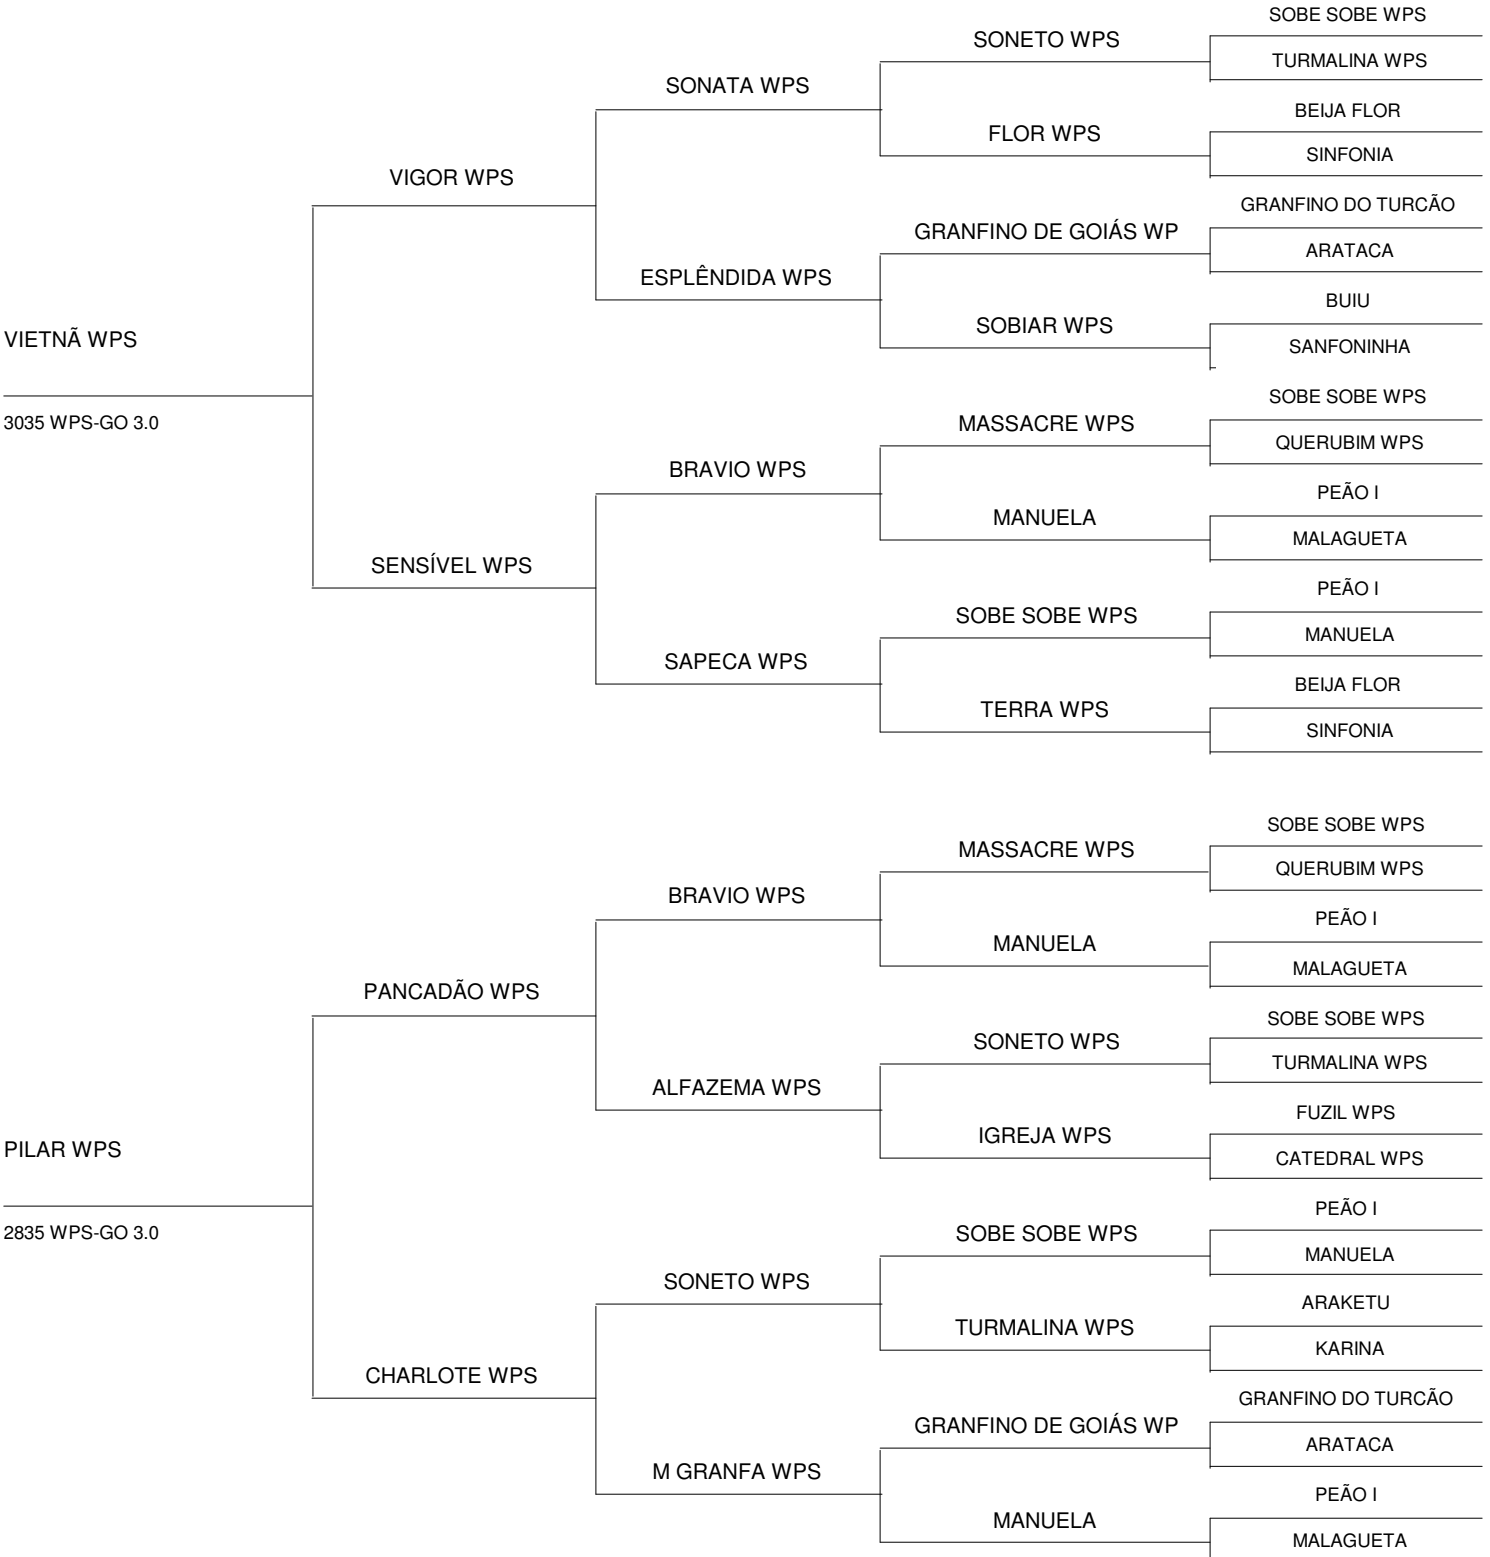 SOBE SOBE WPS
SONETO WPS
TURMALINA WPS
SONATA WPS
BEIJA FLOR
FLOR WPS
SINFONIA
VIGOR WPS
GRANFINO DO TURCÃO
GRANFINO DE GOIÁS WP
ARATACA
ESPLÊNDIDA WPS
BUIU
SOBIAR WPS
SANFONINHA
VIETNÃ WPS
3035 WPS-GO 3.0
SOBE SOBE WPS
MASSACRE WPS
QUERUBIM WPS
BRAVIO WPS
PEÃO I
MANUELA
MALAGUETA
SENSÍVEL WPS
PEÃO I
SOBE SOBE WPS
MANUELA
SAPECA WPS
BEIJA FLOR
TERRA WPS
SINFONIA
SOBE SOBE WPS
MASSACRE WPS
QUERUBIM WPS
BRAVIO WPS
PEÃO I
MANUELA
MALAGUETA
PANCADÃO WPS
SOBE SOBE WPS
SONETO WPS
TURMALINA WPS
ALFAZEMA WPS
FUZIL WPS
IGREJA WPS
CATEDRAL WPS
PILAR WPS
2835 WPS-GO 3.0
PEÃO I
SOBE SOBE WPS
MANUELA
SONETO WPS
ARAKETU
TURMALINA WPS
KARINA
CHARLOTE WPS
GRANFINO DO TURCÃO
GRANFINO DE GOIÁS WP
ARATACA
M GRANFA WPS
PEÃO I
MANUELA
MALAGUETA